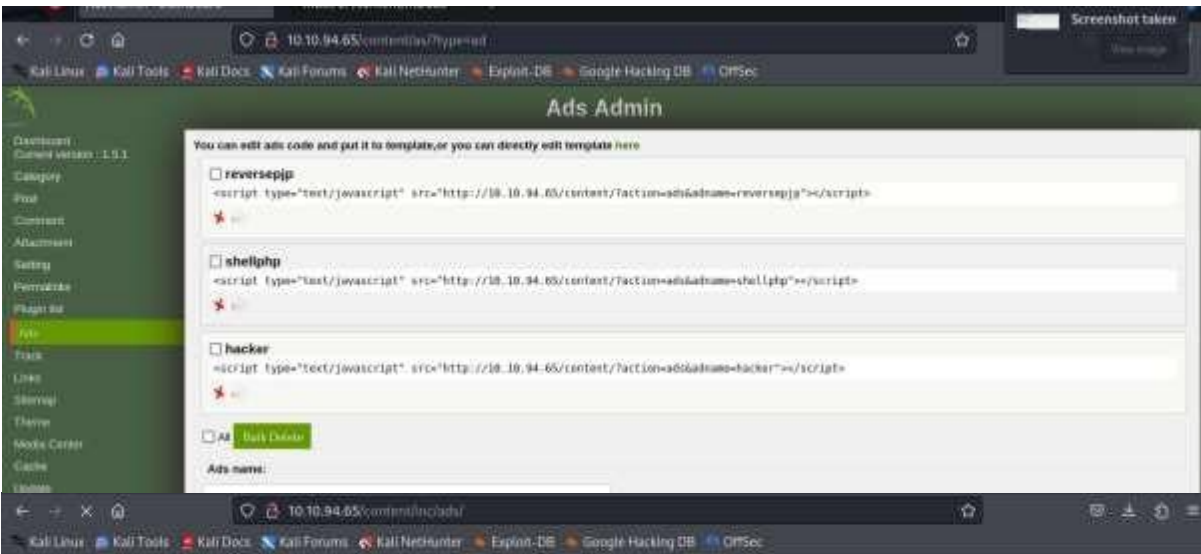 Screenshot taken
View image
10.10.94.65/content/as/?type=ad
Kali Linux Kali Tools Kali Docs Kali Forums Kali NetHunter Exploit-DB Google Hacking DB OffSec
Ads Admin
Dashboard
Current version : 1.5.1
Category
Post
Comment
Attachment
Setting
Permalinks
Plugin list
Ads
Track
Links
Sitemap
Theme
Media Center
Cache
Update
You can edit ads code and put it to template,or you can directly edit template here
reversepjp
<script type="text/javascript" src="http://10.10.94.65/content/?action=ads&adname=reversepjp"></script>
shellphp
<script type="text/javascript" src="http://10.10.94.65/content/?action=ads&adname=shellphp"></script>
hacker
<script type="text/javascript" src="http://10.10.94.65/content/?action=ads&adname=hacker"></script>
All Bulk Delete
Ads name:
10.10.94.65/content/inc/ads/
Kali Linux Kali Tools Kali Docs Kali Forums Kali NetHunter Exploit-DB Google Hacking DB OffSec